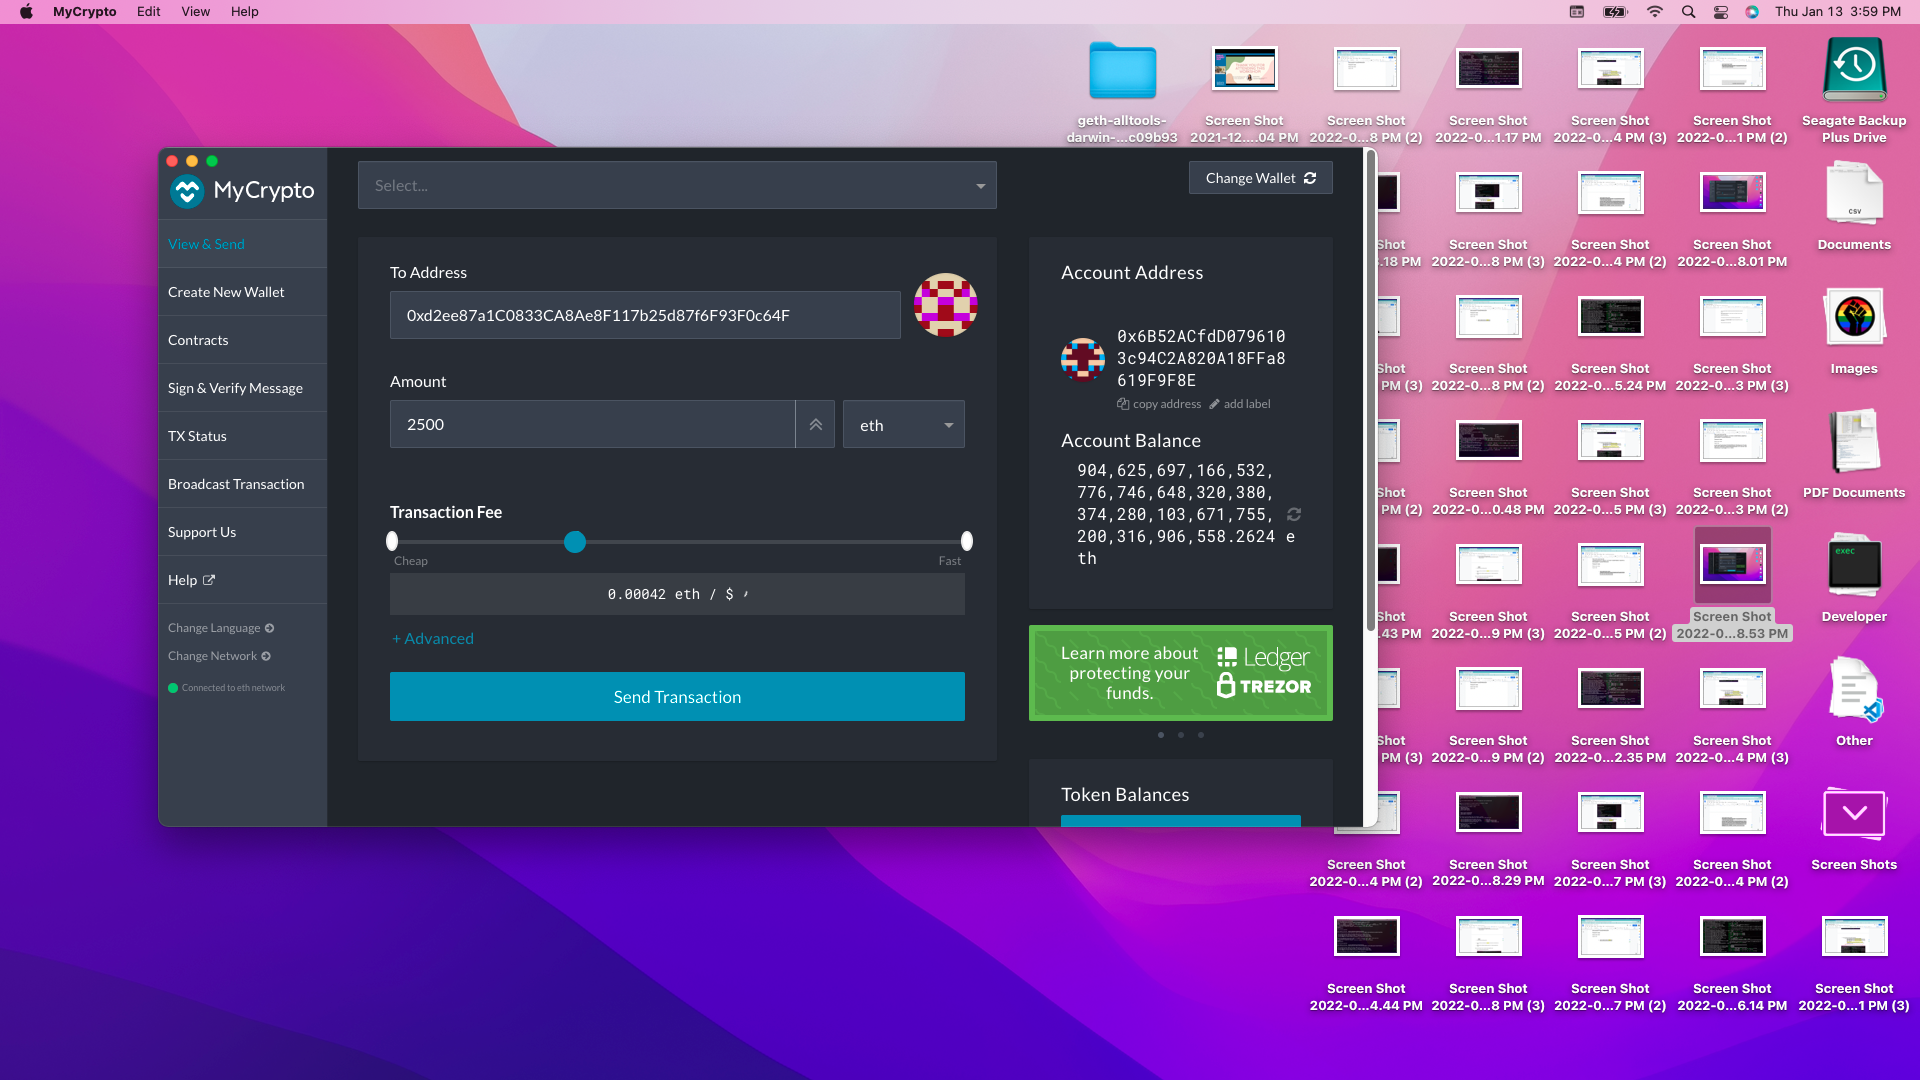 MyCrypto Edit View Help
Thu Jan 13 3:59 PM
geth-alltools-
darwin-...c09b93
Screen Shot
2021-12....04 PM
Screen Shot
2022-0...8 PM (2)
Screen Shot
2022-0...1.17 PM
Screen Shot
2022-0...4 PM (3)
Screen Shot
2022-0...1 PM (2)
Seagate Backup
Plus Drive
MyCrypto
Select...
Change Wallet
View & Send
Create New Wallet
Contracts
Sign & Verify Message
TX Status
Broadcast Transaction
Support Us
Help
Change Language
Change Network
Connected to eth network
To Address
0xd2ee87a1C0833CA8Ae8F117b25d87f6F93F0c64F
Amount
2500
eth
Transaction Fee
Cheap
Fast
0.00042 eth / $
+ Advanced
Send Transaction
Account Address
0x6B52ACfdD079610
3c94C2A820A18FFa8
619F9F8E
copy address
add label
Account Balance
904,625,697,166,532,
776,746,648,320,380,
374,280,103,671,755,
200,316,906,558.2624 e
th
Learn more about
protecting your
funds.
Ledger
TREZOR
Token Balances
Shot
.18 PM
Screen Shot
2022-0...8 PM (3)
Screen Shot
2022-0...4 PM (2)
Screen Shot
2022-0...8.01 PM
CSV
Documents
Shot
PM (3)
Screen Shot
2022-0...8 PM (2)
Screen Shot
2022-0...5.24 PM
Screen Shot
2022-0...3 PM (3)
Images
Shot
PM (2)
Screen Shot
2022-0...0.48 PM
Screen Shot
2022-0...5 PM (3)
Screen Shot
2022-0...3 PM (2)
PDF Documents
Shot
.43 PM
Screen Shot
2022-0...9 PM (3)
Screen Shot
2022-0...5 PM (2)
Screen Shot
2022-0...8.53 PM
exec
Developer
Shot
PM (3)
Screen Shot
2022-0...9 PM (2)
Screen Shot
2022-0...2.35 PM
Screen Shot
2022-0...4 PM (3)
Other
Screen Shot
2022-0...4 PM (2)
Screen Shot
2022-0...8.29 PM
Screen Shot
2022-0...7 PM (3)
Screen Shot
2022-0...4 PM (2)
Screen Shots
Screen Shot
2022-0...4.44 PM
Screen Shot
2022-0...8 PM (3)
Screen Shot
2022-0...7 PM (2)
Screen Shot
2022-0...6.14 PM
Screen Shot
2022-0...1 PM (3)